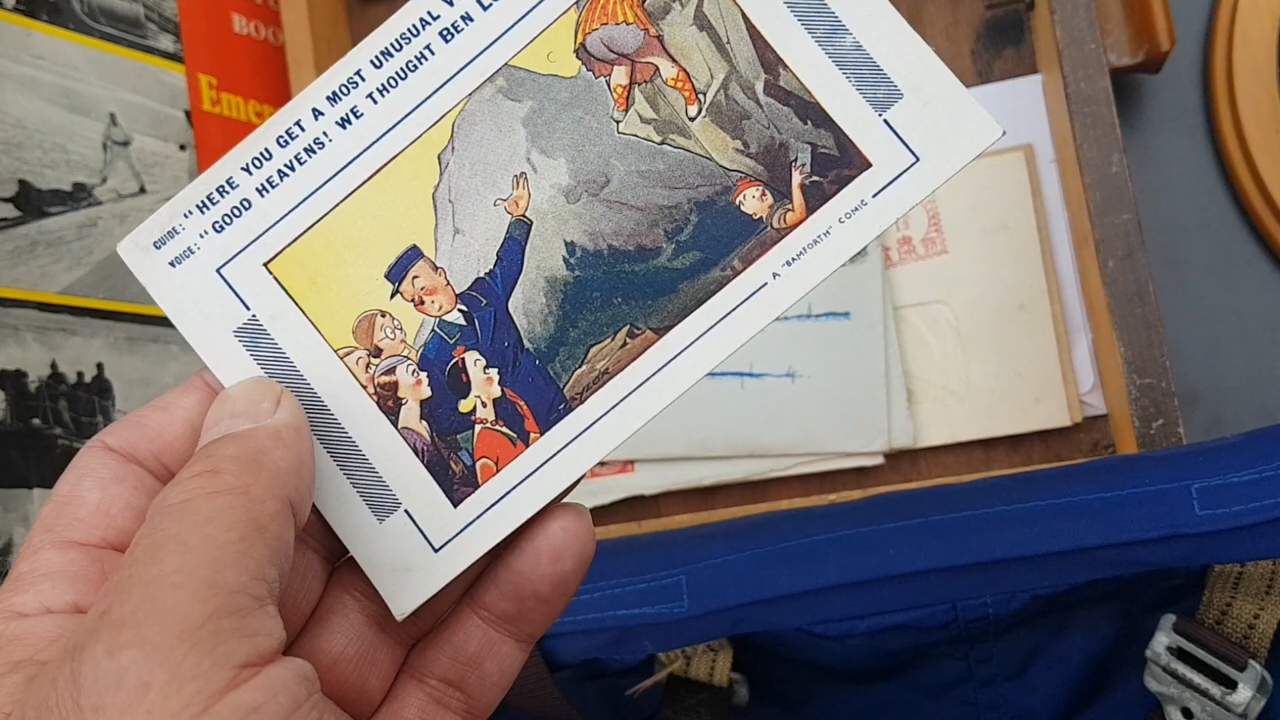 BOO
Emer
GUIDE: "HERE YOU GET A MOST UNUSUAL
VOICE: "GOOD HEAVENS! WE THOUGHT BEN
A "BAMFORTH" COMIC